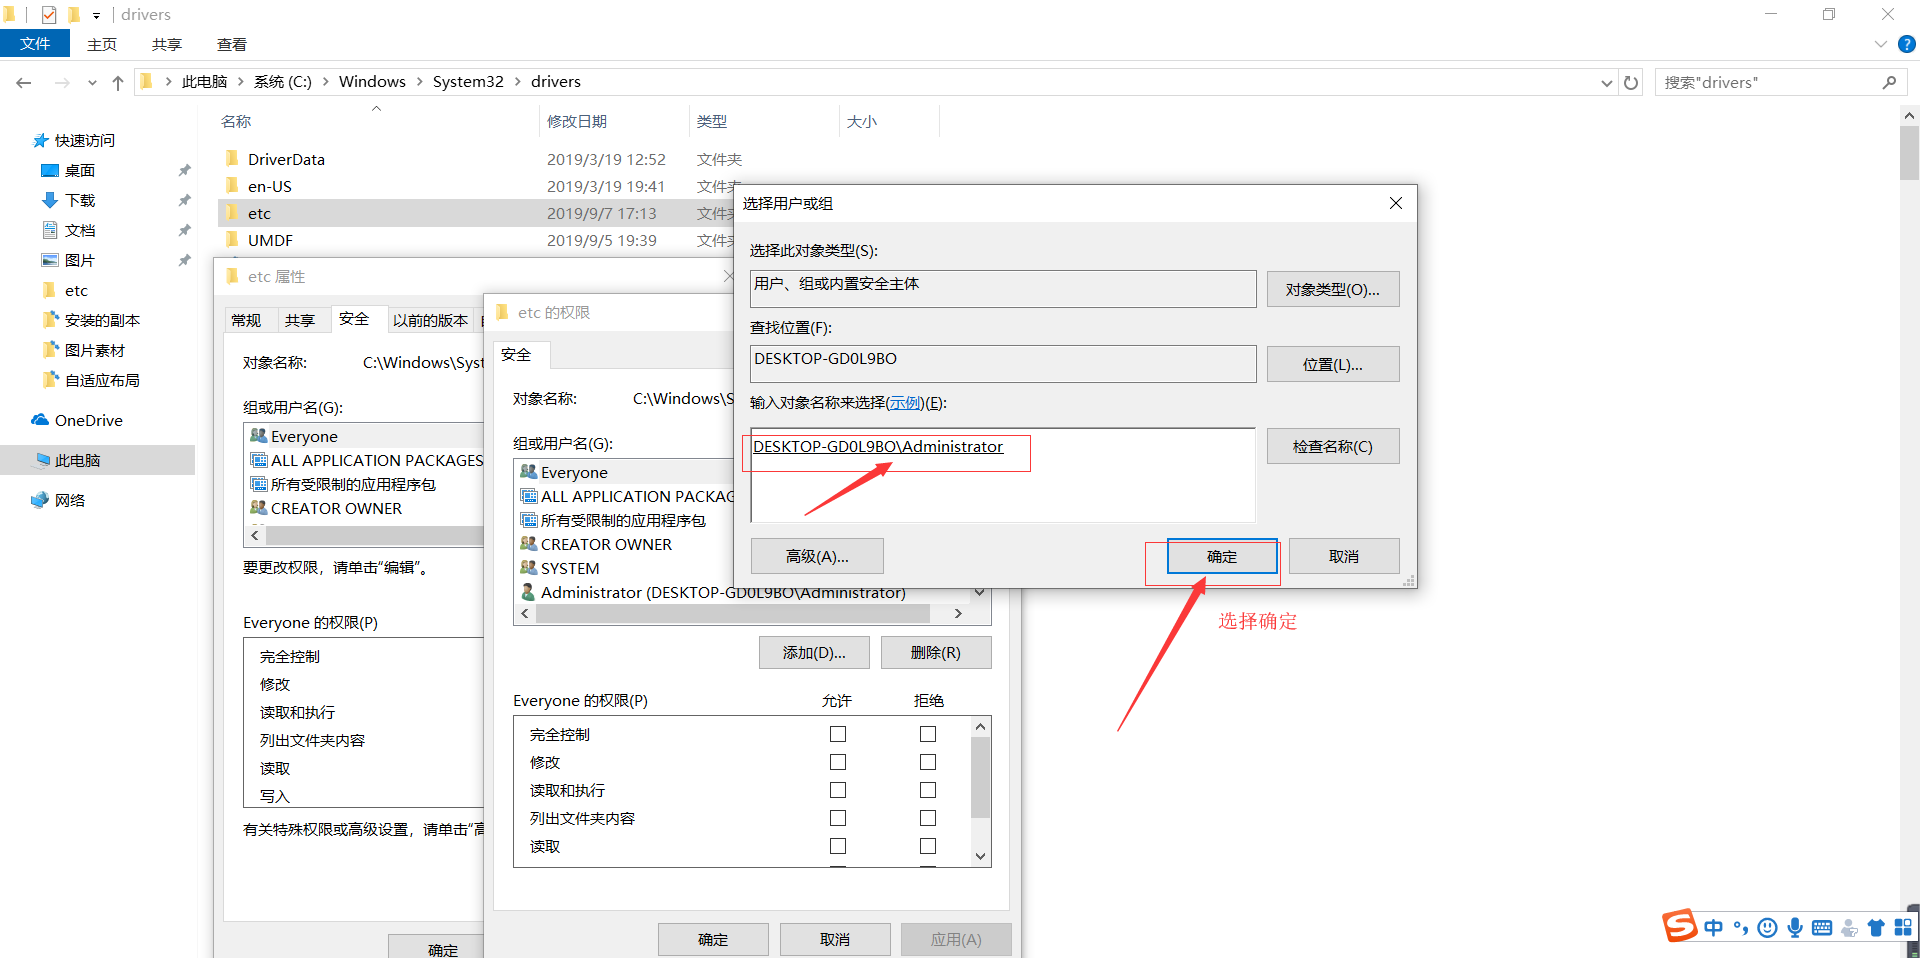 drivers
文件 主页 共享 查看
此电脑 系统 (C:) Windows System32 drivers 搜索"drivers"
名称 修改日期 类型 大小
快速访问
桌面
下载
文档
图片
etc
安装的副本
图片素材
自适应布局
OneDrive
此电脑
网络
DriverData 2019/3/19 12:52 文件夹
en-US 2019/3/19 19:41 文件夹
etc 2019/9/7 17:13 文件夹
UMDF 2019/9/5 19:39 文件夹
etc 属性
常规 共享 安全 以前的版本
对象名称: C:\Windows\Syst
组或用户名(G):
Everyone
ALL APPLICATION PACKAGES
所有受限制的应用程序包
CREATOR OWNER
要更改权限，请单击“编辑”。
Everyone 的权限(P)
完全控制
修改
读取和执行
列出文件夹内容
读取
写入
有关特殊权限或高级设置，请单击“高
确定
etc 的权限
安全
对象名称: C:\Windows\S
组或用户名(G):
Everyone
ALL APPLICATION PACKAG
所有受限制的应用程序包
CREATOR OWNER
SYSTEM
Administrator (DESKTOP-GD0L9BO\Administrator)
添加(D)... 删除(R)
Everyone 的权限(P) 允许 拒绝
完全控制
修改
读取和执行
列出文件夹内容
读取
确定 取消 应用(A)
选择用户或组
选择此对象类型(S):
用户、组或内置安全主体 对象类型(O)...
查找位置(F):
DESKTOP-GD0L9BO 位置(L)...
输入对象名称来选择(示例)(E):
DESKTOP-GD0L9BO\Administrator 检查名称(C)
高级(A)... 确定 取消
选择确定
中